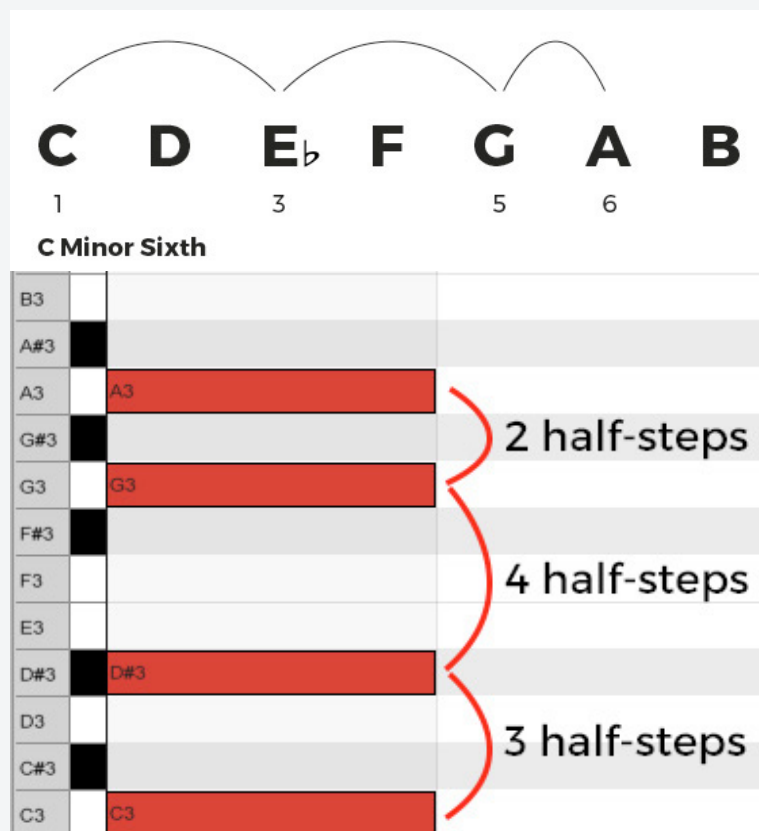 C D E♭ F G A B
1 3 5 6
C Minor Sixth
B3
A#3
A3 A3
G#3
2 half-steps
G3 G3
F#3
F3
4 half-steps
E3
D#3 D#3
D3
3 half-steps
C#3
C3 C3